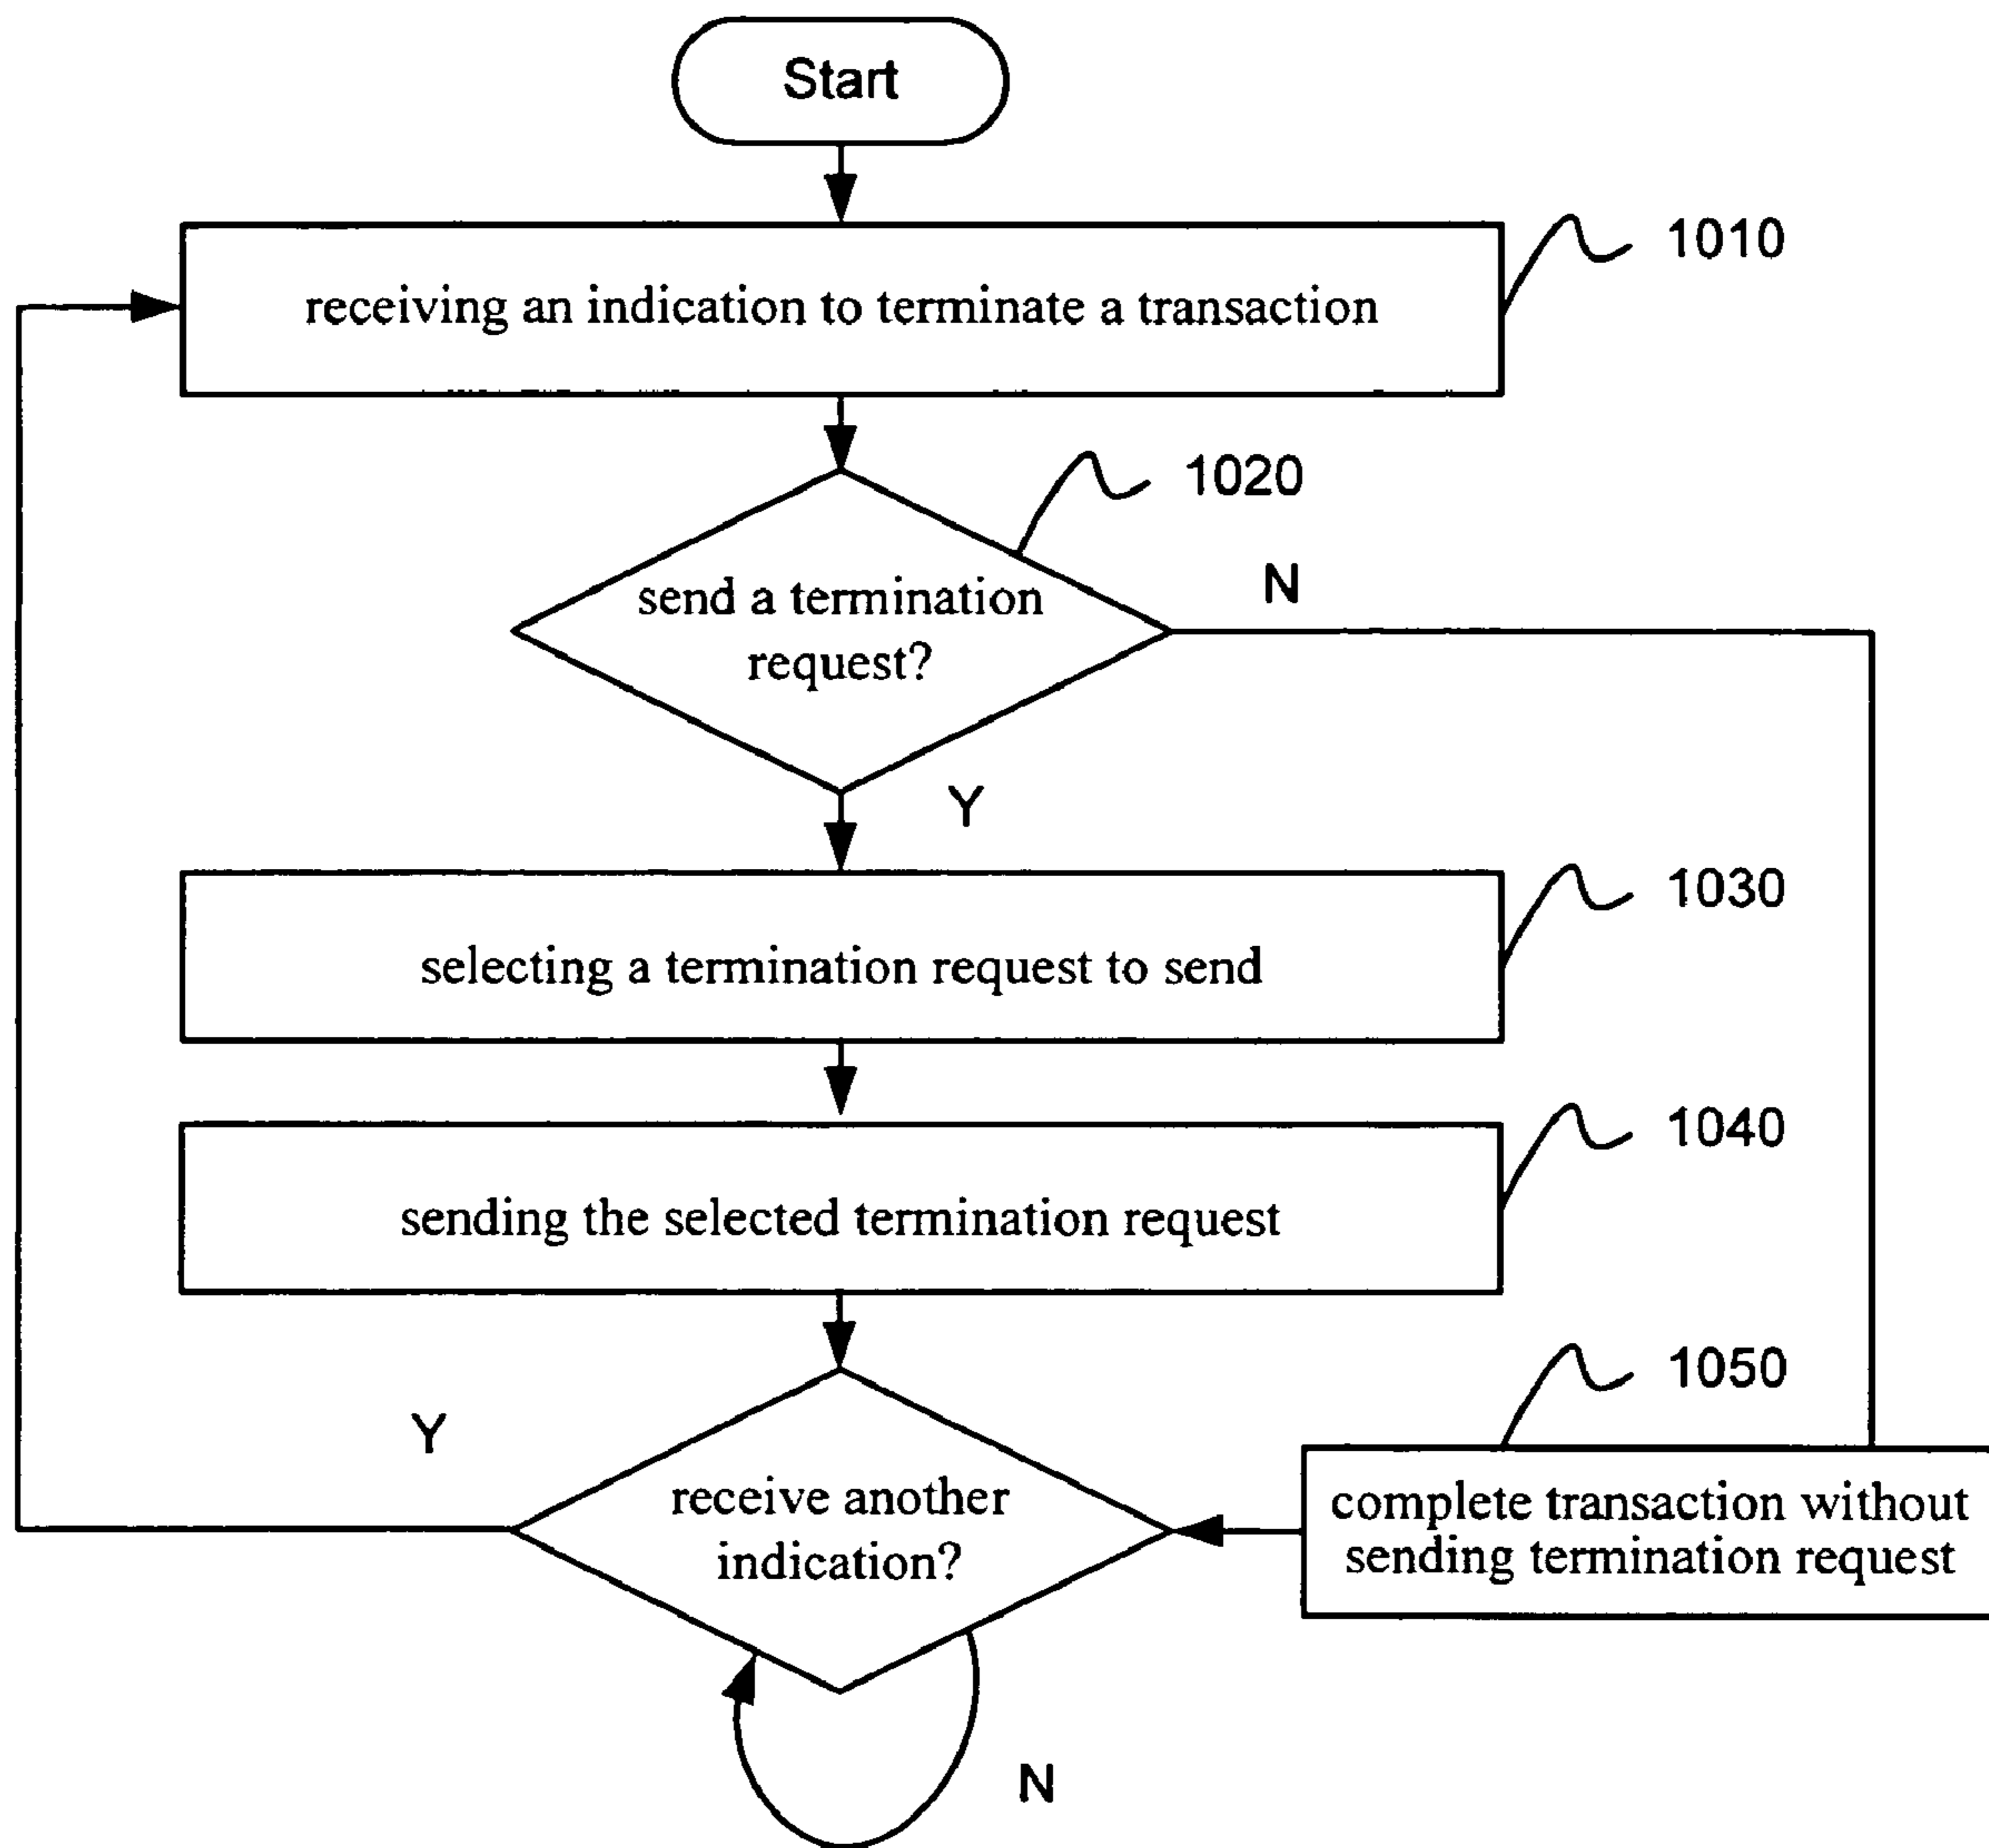 Start
1010
receiving an indication to terminate a transaction
1020
N
send a termination
request?
Y
1030
selecting a termination request to send
1040
sending the selected termination request
1050
Y
receive another
indication?
complete transaction without
sending termination request
N